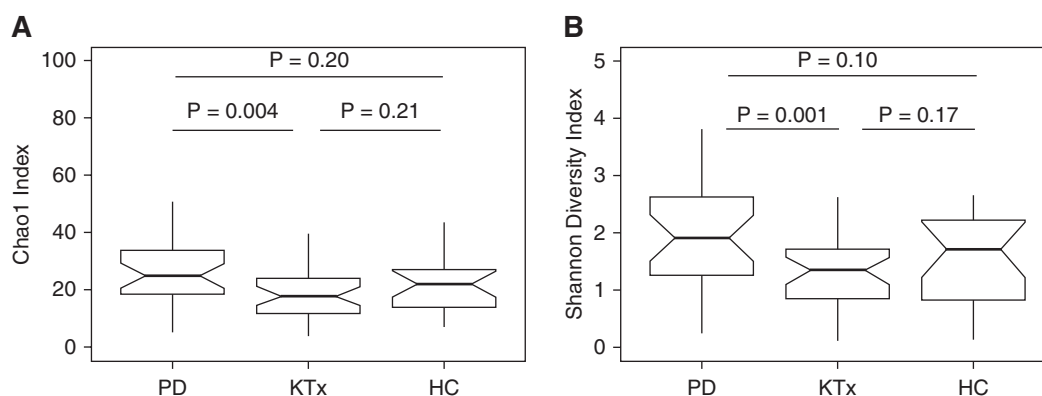 A
Chao1 Index
100
80
60
40
20
0
P = 0.20
P = 0.004
P = 0.21
PD
KTx
HC
B
Shannon Diversity Index
5
4
3
2
1
0
P = 0.10
P = 0.001
P = 0.17
PD
KTx
HC